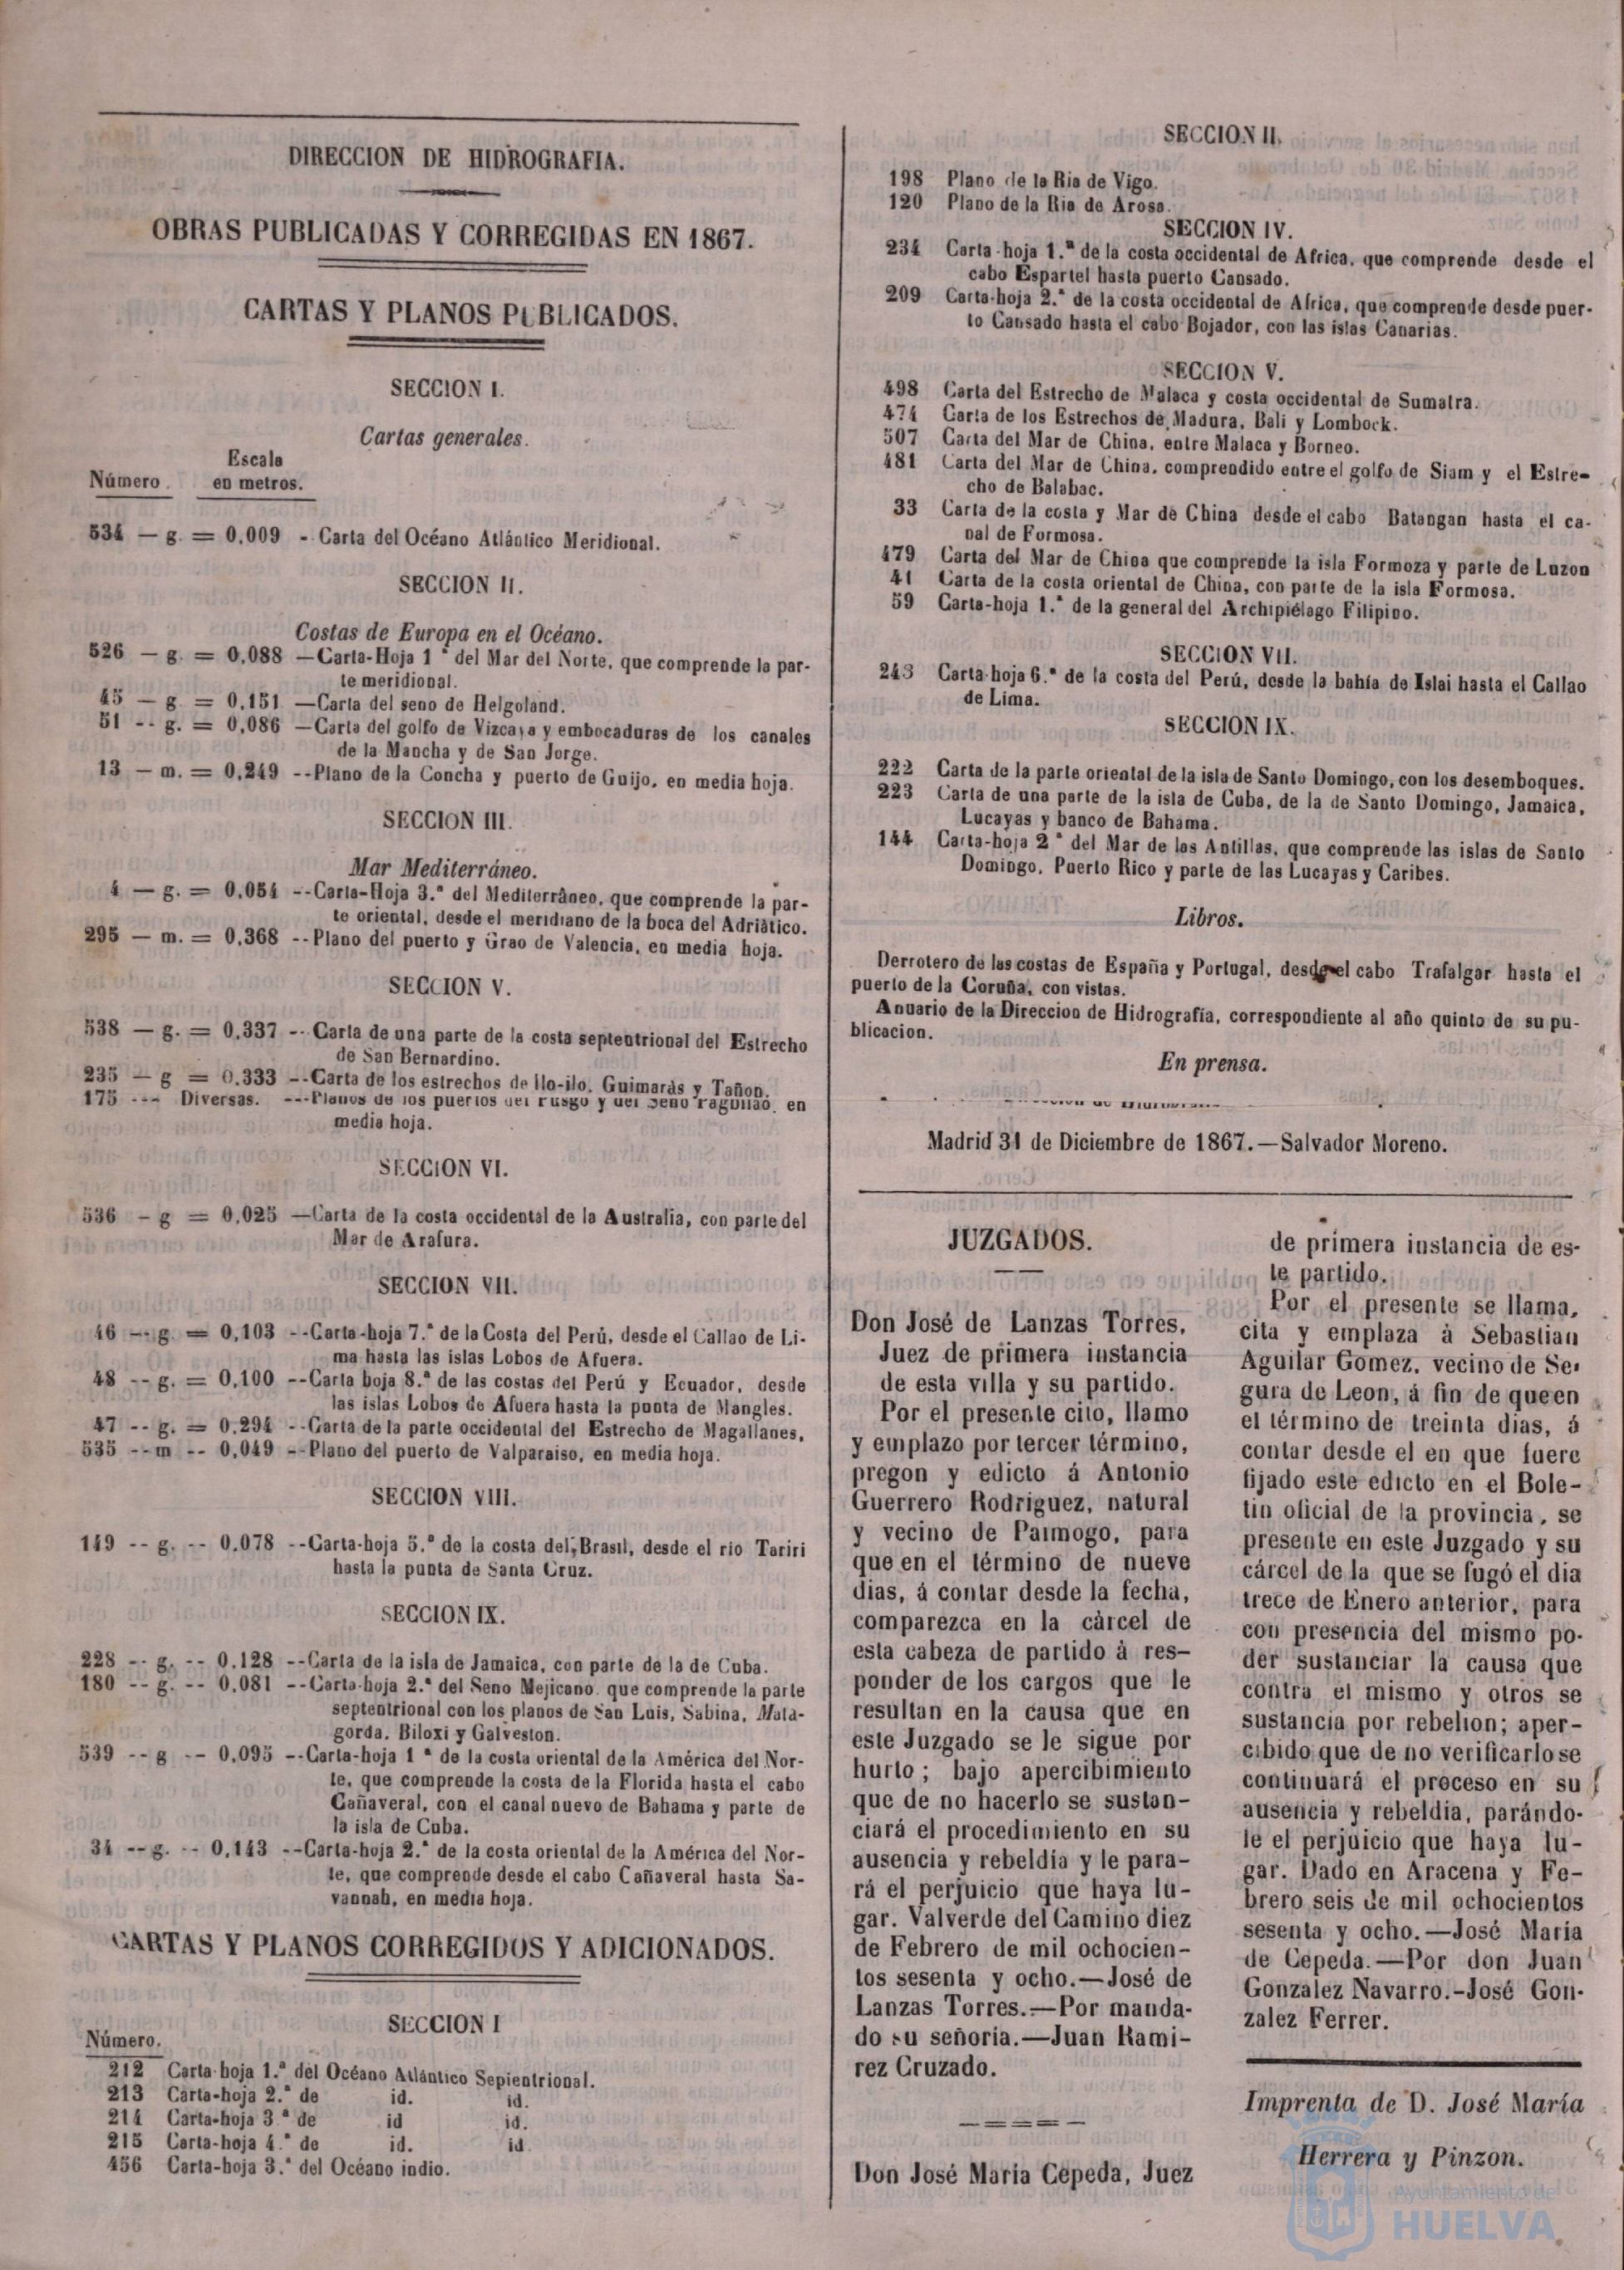 DIRECCION DE HIDROGRAFIA.
OBRAS PUBLICADAS Y CORREGIDAS EN 1867.
CARTAS Y PLANOS PUBLICADOS.
SECCION I.
Cartas generales.
Número. Escala
en metros.
534 — g. = 0,009 -- Carta del Océano Atlántico Meridional.
SECCION II.
Costas de Europa en el Océano.
526 — g. = 0,088 —Carta-Hoja 1.ª del Mar del Norte, que comprende la par-
te meridional.
45 — g. = 0,151 —Carta del seno de Helgoland.
51 -- g. = 0,086 —Carta del golfo de Vizcaya y embocaduras de los canales
de la Mancha y de San Jorge.
13 — m. = 0,249 --Plano de la Concha y puerto de Guijo, en media hoja.
SECCION III.
Mar Mediterráneo.
4 — g. = 0,054 --Carta-Hoja 3.ª del Mediterráneo, que comprende la par-
te oriental, desde el meridiano de la boca del Adriático.
295 — m. = 0,368 --Plano del puerto y Grao de Valencia, en media hoja.
SECCION V.
538 — g. = 0,337 -- Carta de una parte de la costa septentrional del Estrecho
de San Bernardino.
235 — g = 0,333 --Carta de los estrechos de Ilo-ilo, Guimarás y Tañon.
175 --- Diversas. ---Planos de los puertos del y del Seno en
media hoja.
SECCION VI.
536 - g = 0,025 —Carta de la costa occidental de la Australia, con parte del
Mar de Arafura.
SECCION VII.
46 -- g. = 0,103 --Carta-hoja 7.ª de la Costa del Perú, desde el Callao de Li-
ma hasta las islas Lobos de Afuera.
48 -- g. = 0,100 --Carta hoja 8.ª de las costas del Perú y Ecuador, desde
las islas Lobos de Afuera hasta la punta de Mangles.
47 -- g. = 0,294 --Carta de la parte occidental del Estrecho de Magallanes,
535 -- m -- 0,049 --Plano del puerto de Valparaiso, en media hoja.
SECCION VIII.
149 -- g. -- 0,078 --Carta-hoja 5.ª de la costa del Brasil, desde el rio Tariri
hasta la punta de Santa Cruz.
SECCION IX.
228 -- g. -- 0,128 --Carta de la isla de Jamaica, con parte de la de Cuba.
180 -- g. -- 0,081 --Carta-hoja 2.ª del Seno Mejicano, que comprende la parte
septentrional con los planos de San Luis, Sabina, Mata-
gorda, Biloxi y Galveston.
539 -- g -- 0,095 --Carta-hoja 1.ª de la costa oriental de la América del Nor-
te, que comprende la costa de la Florida hasta el cabo
Cañaveral, con el canal nuevo de Bahama y parte de
la isla de Cuba.
34 -- g. -- 0,143 --Carta-hoja 2.ª de la costa oriental de la América del Nor-
te, que comprende desde el cabo Cañaveral hasta Sa-
vannah, en media hoja.
CARTAS Y PLANOS CORREGIDOS Y ADICIONADOS.
SECCION I
Número.
212 Carta-hoja 1.ª del Océano Atlántico Septentrional.
213 Carta-hoja 2.ª de id. id.
214 Carta-hoja 3.ª de id id.
215 Carta-hoja 4.ª de id. id
456 Carta-hoja 3.ª del Océano indio.
SECCION II.
198 Plano de la Ria de Vigo.
120 Plano de la Ria de Arosa.
SECCION IV.
234 Carta-hoja 1.ª de la costa occidental de Africa, que comprende desde el
cabo Espartel hasta puerto Cansado.
209 Carta-hoja 2.ª de la costa occidental de Africa, que comprende desde puer-
to Cansado hasta el cabo Bojador, con las islas Canarias.
SECCION V.
498 Carta del Estrecho de Malaca y costa occidental de Sumatra.
474 Carta de los Estrechos de Madura, Bali y Lombock.
507 Carta del Mar de China, entre Malaca y Borneo.
481 Carta del Mar de China, comprendido entre el golfo de Siam y el Estre-
cho de Balabac.
33 Carta de la costa y Mar de China desde el cabo Batangan hasta el ca-
nal de Formosa.
479 Carta del Mar de China que comprende la isla Formoza y parte de Luzon
41 Carta de la costa oriental de China, con parte de la isla Formosa.
59 Carta-hoja 1.ª de la general del Archipiélago Filipino.
SECCION VII.
243 Carta-hoja 6.ª de la costa del Perú, desde la bahía de Islai hasta el Callao
de Lima.
SECCION IX.
222 Carta de la parte oriental de la isla de Santo Domingo, con los desemboques.
223 Carta de una parte de la isla de Cuba, de la de Santo Domingo, Jamaica,
Lucayas y banco de Bahama.
144 Carta-hoja 2.ª del Mar de las Antillas, que comprende las islas de Santo
Domingo, Puerto Rico y parte de las Lucayas y Caribes.
Libros.
Derrotero de las costas de España y Portugal, desde el cabo Trafalgar hasta el
puerto de la Coruña, con vistas.
Anuario de la Direccion de Hidrografía, correspondiente al año quinto de su pu-
blicacion.
En prensa.
Madrid 31 de Diciembre de 1867.—Salvador Moreno.
JUZGADOS.
Don José de Lanzas Torres,
Juez de primera instancia
de esta villa y su partido.
Por el presente cito, llamo
y emplazo por tercer término,
pregon y edicto á Antonio
Guerrero Rodriguez, natural
y vecino de Paimogo, para
que en el término de nueve
dias, á contar desde la fecha,
comparezca en la cárcel de
esta cabeza de partido à res-
ponder de los cargos que le
resultan en la causa que en
este Juzgado se le sigue por
hurto; bajo apercibimiento
que de no hacerlo se sustan-
ciará el procedimiento en su
ausencia y rebeldía y le para-
rá el perjuicio que haya lu-
gar. Valverde del Camino diez
de Febrero de mil ochocien-
tos sesenta y ocho.—José de
Lanzas Torres.—Por manda-
do su señoria.—Juan Rami-
rez Cruzado.
Don José Maria Cepeda, Juez
de primera instancia de es-
te partido.
Por el presente se llama,
cita y emplaza à Sebastian
Aguilar Gomez, vecino de Se-
gura de Leon, á fin de que en
el término de treinta dias, á
contar desde el en que fuere
fijado este edicto en el Bole-
tin oficial de la provincia, se
presente en este Juzgado y su
cárcel de la que se fugó el dia
trece de Enero anterior, para
con presencia del mismo po-
der sustanciar la causa que
contra el mismo y otros se
sustancia por rebelion; aper-
cibido que de no verificarlo se
continuará el proceso en su
ausencia y rebeldia, parándo-
le el perjuicio que haya lu-
gar. Dado en Aracena y Fe-
brero seis de mil ochocientos
sesenta y ocho.—José Maria
de Cepeda.—Por don Juan
Gonzalez Navarro.-José Gon-
zalez Ferrer.
Imprenta de D. José María
Herrera y Pinzon.
Ayuntamiento de
HUELVA